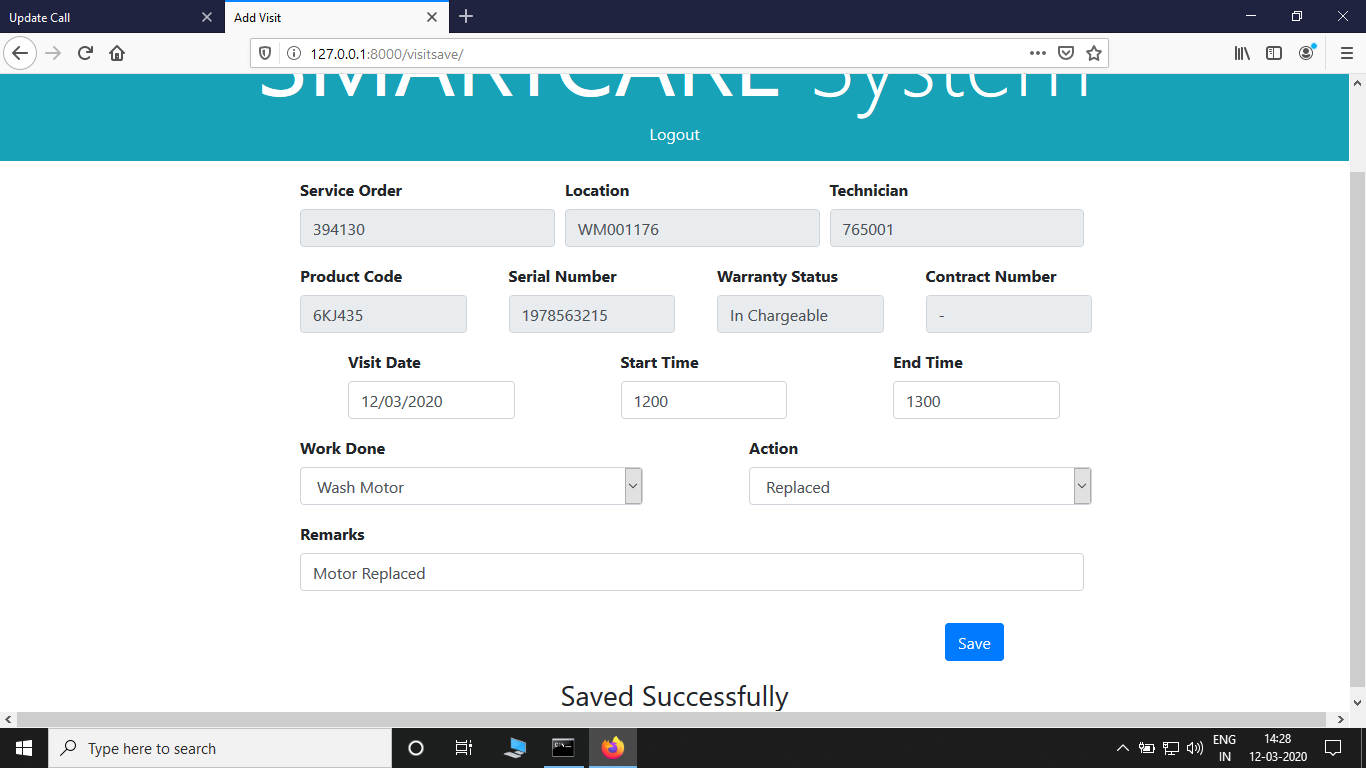 Update Call
Add Visit
127.0.0.1:8000/visitsave/
SMARTCARE System
Logout
Service Order Location Technician
394130 WM001176 765001
Product Code Serial Number Warranty Status Contract Number
6KJ435 1978563215 In Chargeable -
Visit Date Start Time End Time
12/03/2020 1200 1300
Work Done Action
Wash Motor Replaced
Remarks
Motor Replaced
Save
Saved Successfully
Type here to search
ENG
IN
14:28
12-03-2020